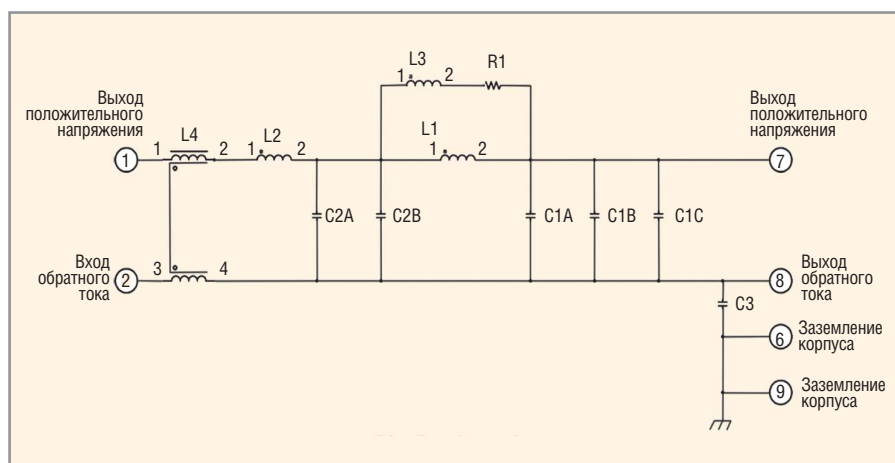 L3
R1
1 2
Выход
положительного
напряжения
L4
L2
L1
Выход
положительного
напряжения
1 2
1 2
1 2
1
7
C2A
C2B
C1A
C1B
C1C
Вход
обратного
тока
2
3 4
8
Выход
обратного
тока
C3
6
Заземление
корпуса
9
Заземление
корпуса